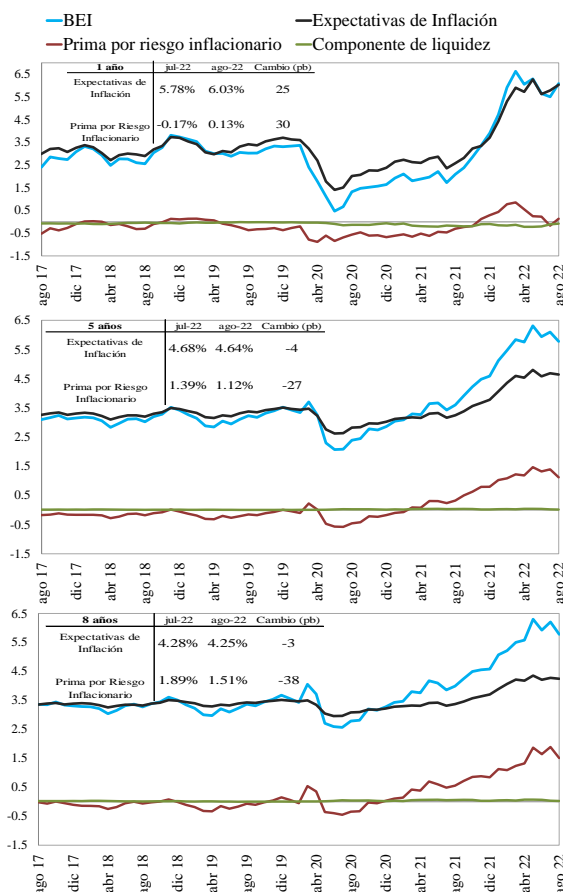 BEI
Expectativas de Inflación
Prima por riesgo inflacionario
Componente de liquidez
1 año jul-22 ago-22 Cambio (pb)
Expectativas de Inflación 5.78% 6.03% 25
Prima por Riesgo Inflacionario -0.17% 0.13% 30
6.5
5.5
4.5
3.5
2.5
1.5
0.5
-0.5
-1.5
ago 17
dic 17
abr 18
ago 18
dic 18
abr 19
ago 19
dic 19
abr 20
ago 20
dic 20
abr 21
ago 21
dic 21
abr 22
ago 22
5 años jul-22 ago-22 Cambio (pb)
Expectativas de Inflación 4.68% 4.64% -4
Prima por Riesgo Inflacionario 1.39% 1.12% -27
6.5
5.5
4.5
3.5
2.5
1.5
0.5
-0.5
-1.5
ago 17
dic 17
abr 18
ago 18
dic 18
abr 19
ago 19
dic 19
abr 20
ago 20
dic 20
abr 21
ago 21
dic 21
abr 22
ago 22
8 años jul-22 ago-22 Cambio (pb)
Expectativas de Inflación 4.28% 4.25% -3
Prima por Riesgo Inflacionario 1.89% 1.51% -38
6.5
5.5
4.5
3.5
2.5
1.5
0.5
-0.5
-1.5
ago 17
dic 17
abr 18
ago 18
dic 18
abr 19
ago 19
dic 19
abr 20
ago 20
dic 20
abr 21
ago 21
dic 21
abr 22
ago 22